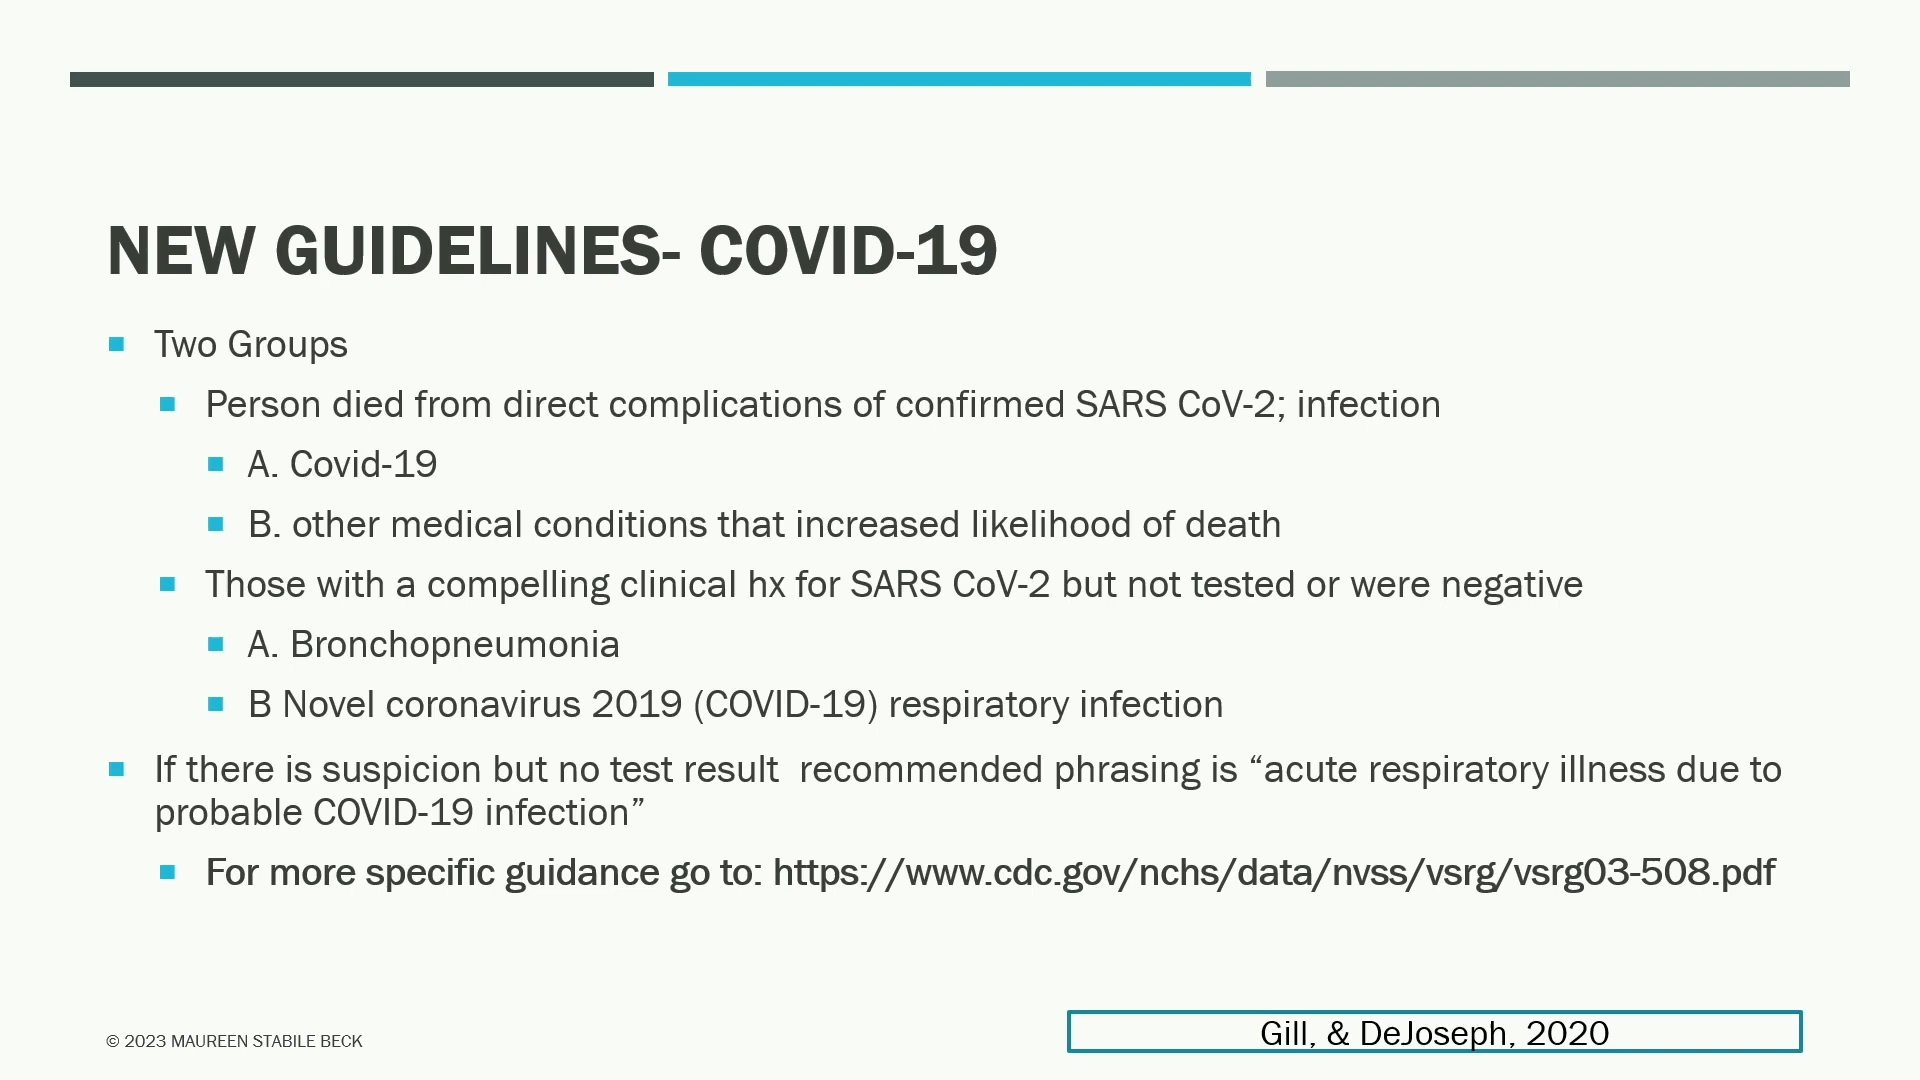 NEW GUIDELINES- COVID-19
Two Groups
Person died from direct complications of confirmed SARS CoV-2; infection
A. Covid-19
B. other medical conditions that increased likelihood of death
Those with a compelling clinical hx for SARS CoV-2 but not tested or were negative
A. Bronchopneumonia
B Novel coronavirus 2019 (COVID-19) respiratory infection
If there is suspicion but no test result  recommended phrasing is “acute respiratory illness due to
probable COVID-19 infection”
For more specific guidance go to: https://www.cdc.gov/nchs/data/nvss/vsrg/vsrg03-508.pdf
© 2023 MAUREEN STABILE BECK
Gill, & DeJoseph, 2020